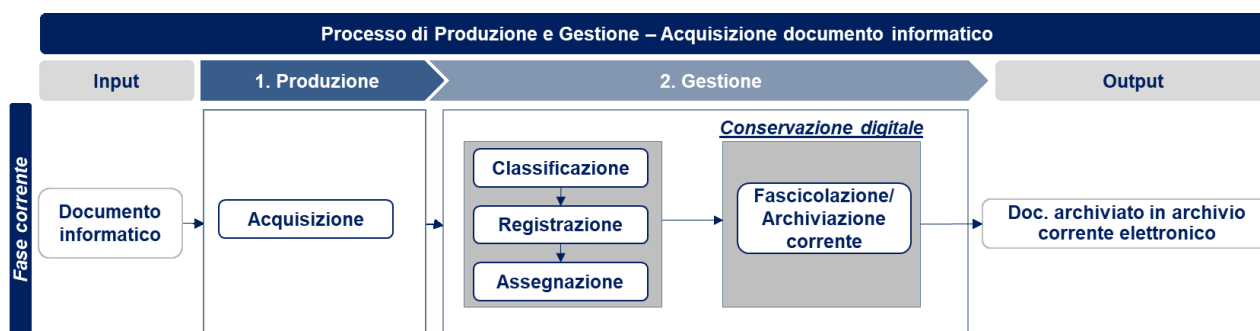 Processo di Produzione e Gestione – Acquisizione documento informatico
Input
1. Produzione
2. Gestione
Output
Fase corrente
Documento
informatico
Acquisizione
Classificazione
Registrazione
Assegnazione
Conservazione digitale
Fascicolazione/
Archiviazione
corrente
Doc. archiviato in archivio
corrente elettronico